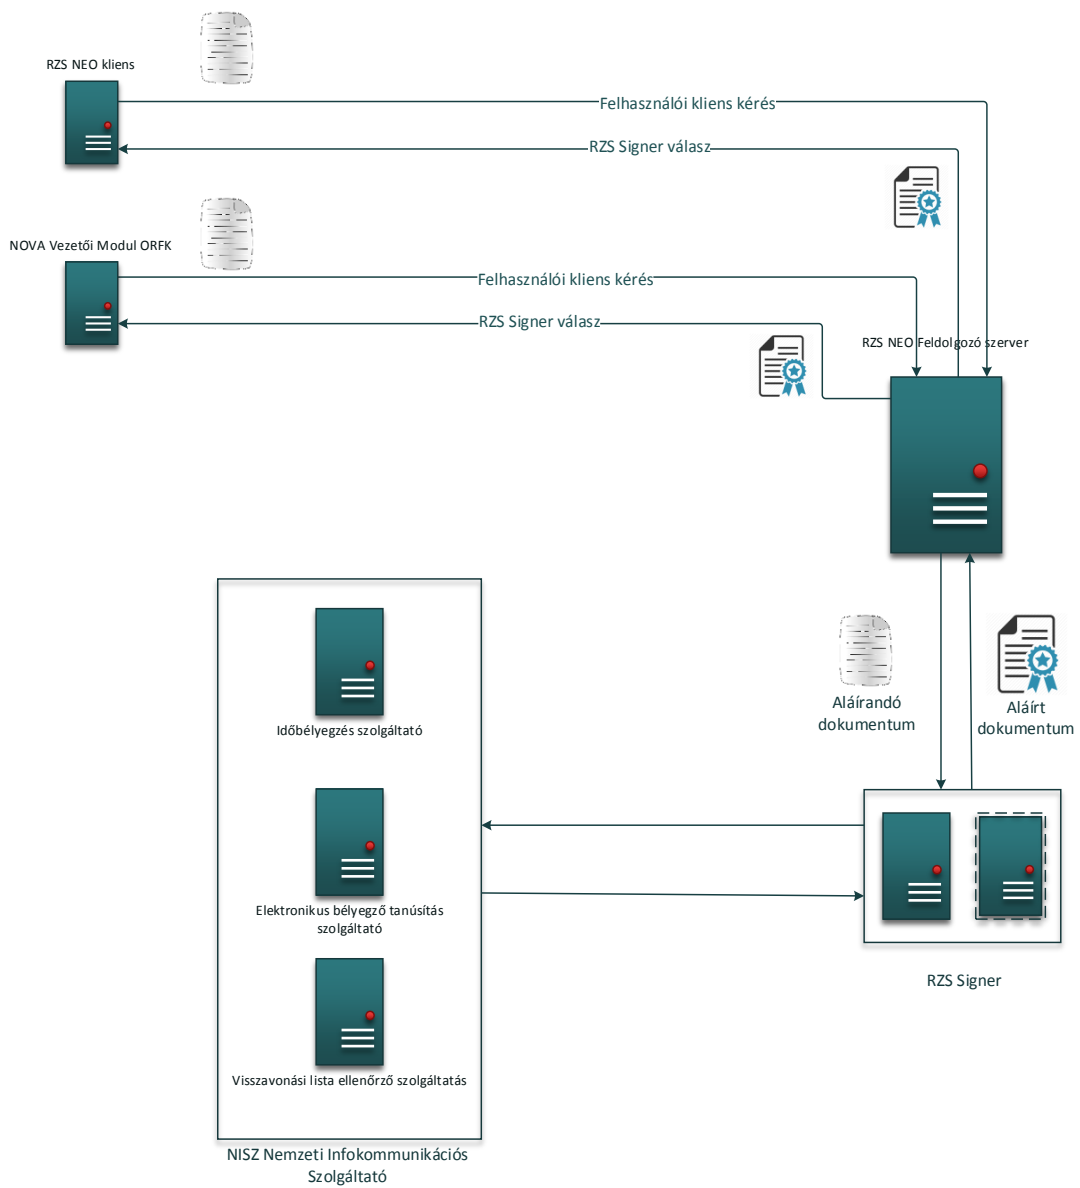 RZS NEO kliens
Felhasználói kliens kérés
RZS Signer válasz
NOVA Vezetői Modul ORFK
Felhasználói kliens kérés
RZS Signer válasz
RZS NEO Feldolgozó szerver
Aláírandó
dokumentum
Aláírt
dokumentum
Időbélyegzés szolgáltató
Elektronikus bélyegző tanúsítás
szolgáltató
RZS Signer
Visszavonási lista ellenőrző szolgáltatás
NISZ Nemzeti Infokommunikációs
Szolgáltató